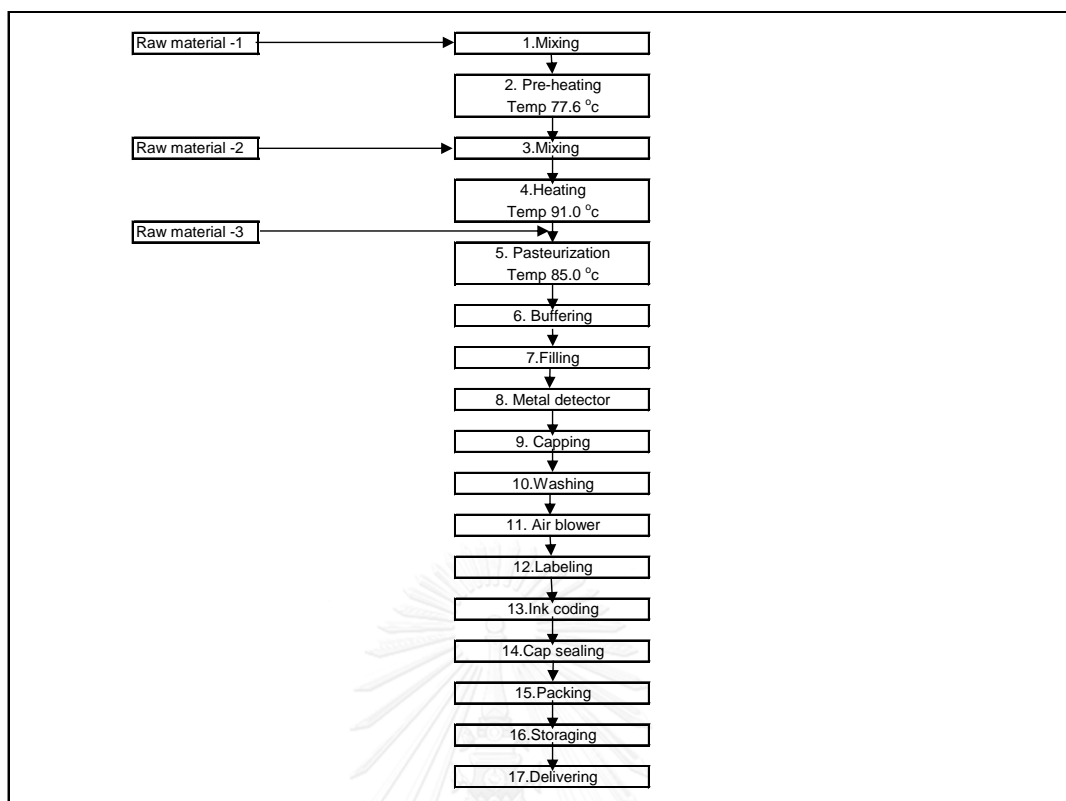 Raw material -1
1.Mixing
2. Pre-heating
Temp 77.6 °c
Raw material -2
3.Mixing
4.Heating
Temp 91.0 °c
Raw material -3
5. Pasteurization
Temp 85.0 °c
6. Buffering
7.Filling
8. Metal detector
9. Capping
10.Washing
11. Air blower
12.Labeling
13.Ink coding
14.Cap sealing
15.Packing
16.Storaging
17.Delivering